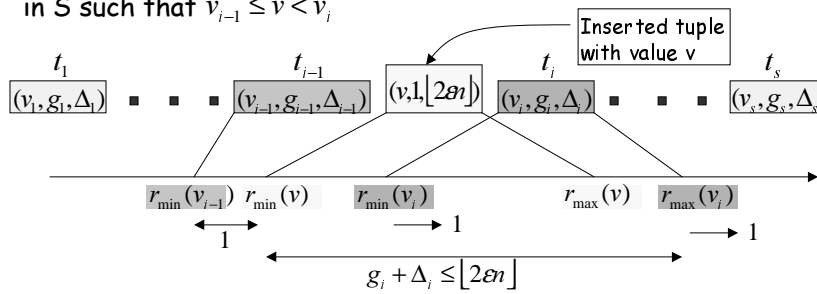 in S such that v_{i-1} ≤ v < v_i
Inserted tuple
with value v
t_1 t_{i-1} t_i t_s
(v_1, g_1, Δ_1) (v_{i-1}, g_{i-1}, Δ_{i-1}) (v,1,⌊2εn⌋) (v_i, g_i, Δ_i) (v_s, g_s, Δ_s
r_min(v_{i-1}) r_min(v) r_min(v_i) r_max(v) r_max(v_i)
1 1 1
g_i + Δ_i ≤ ⌊2εn⌋